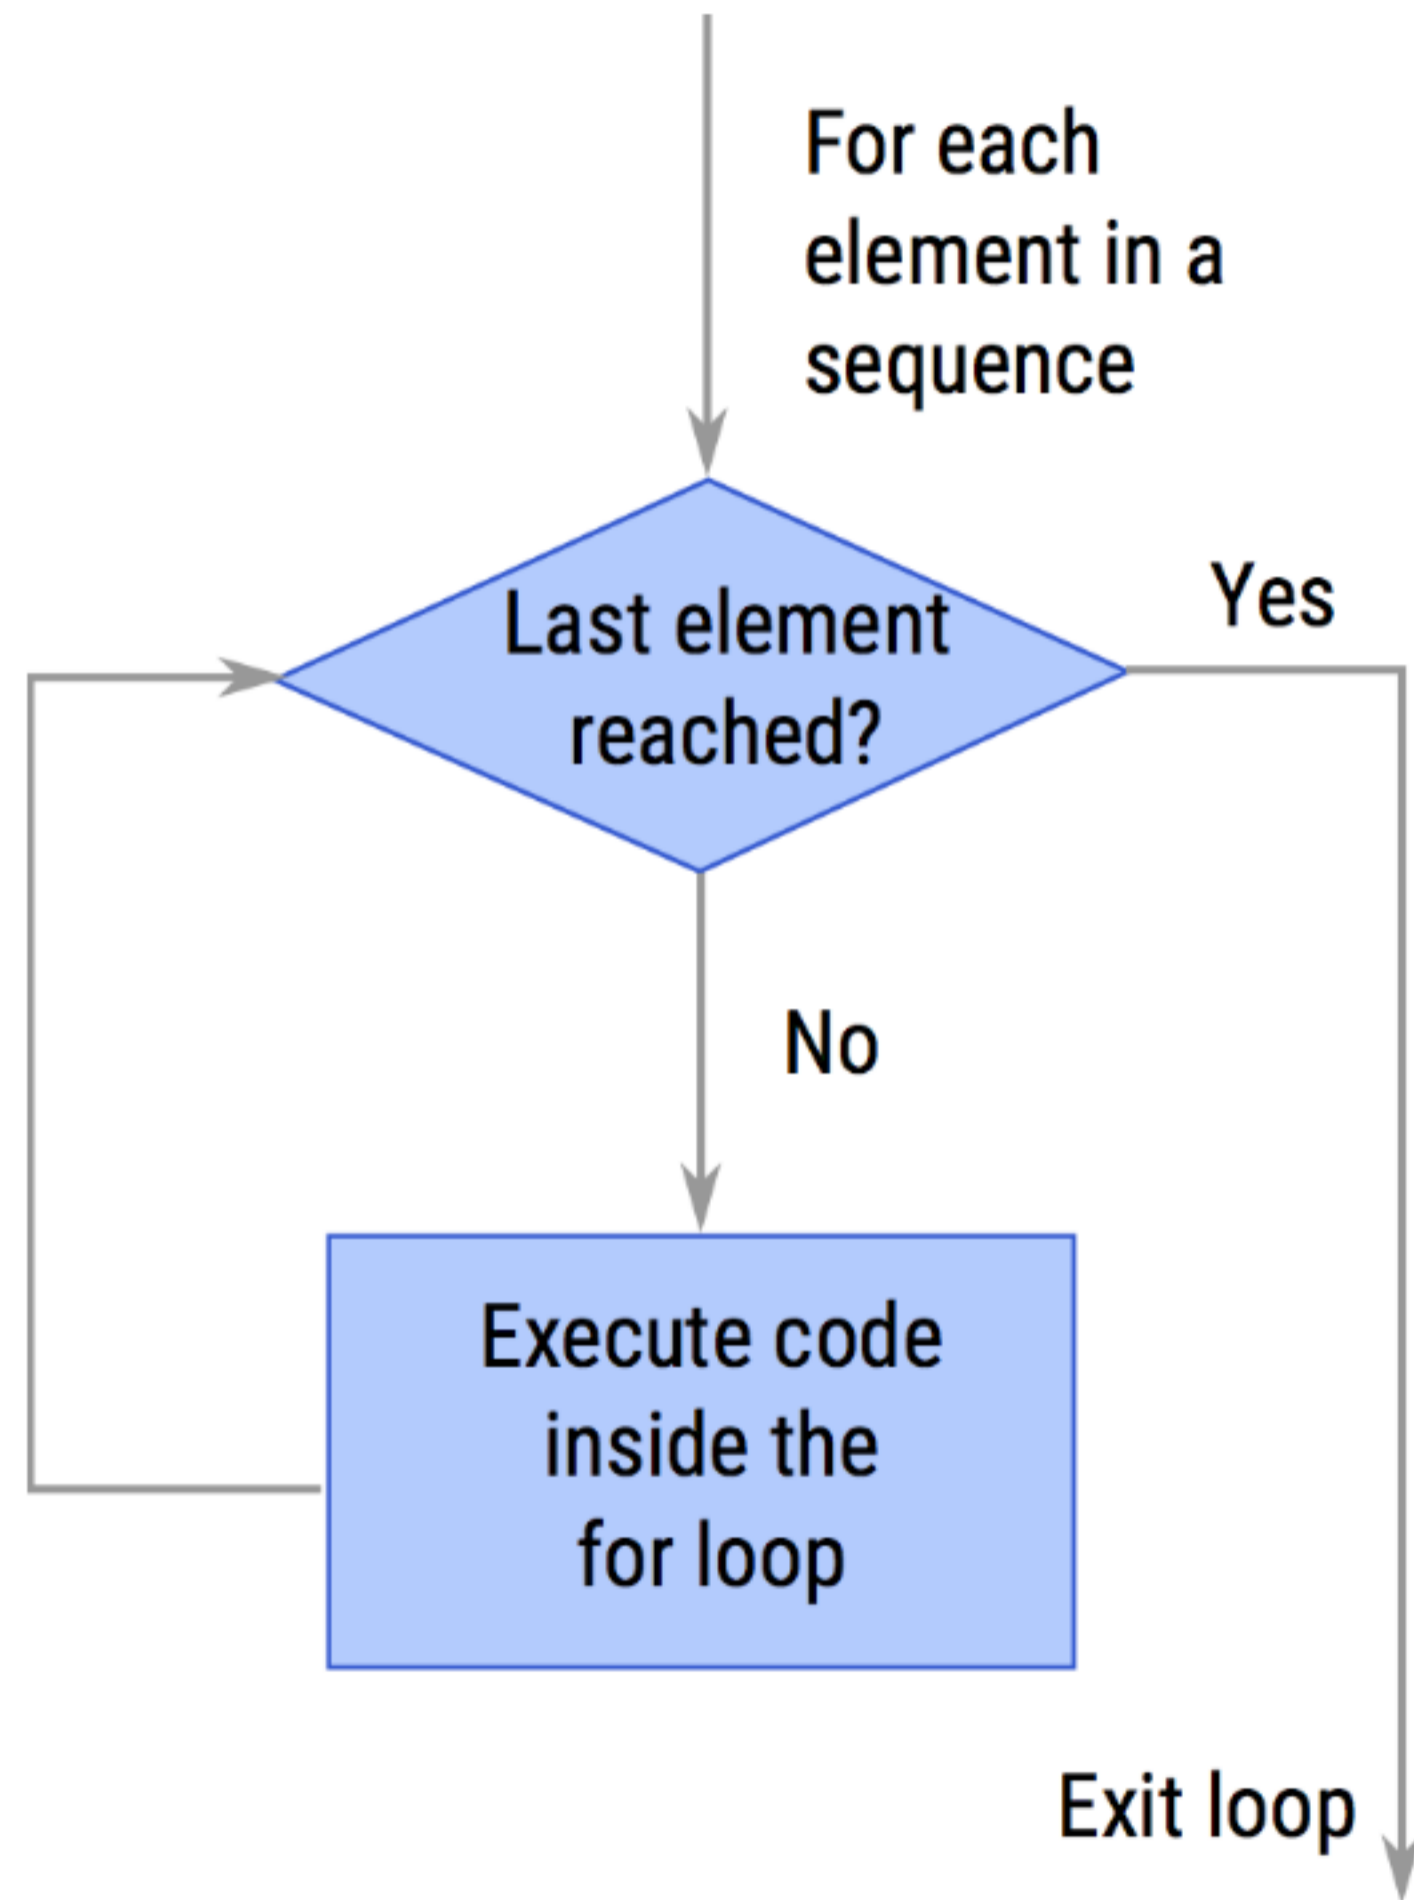 For each
element in a
sequence
Last element
reached?
Yes
No
Execute code
inside the
for loop
Exit loop